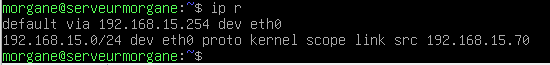 morgane@serveurmorgane:~$ ip r
default via 192.168.15.254 dev eth0
192.168.15.0/24 dev eth0 proto kernel scope link src 192.168.15.70
morgane@serveurmorgane:~$